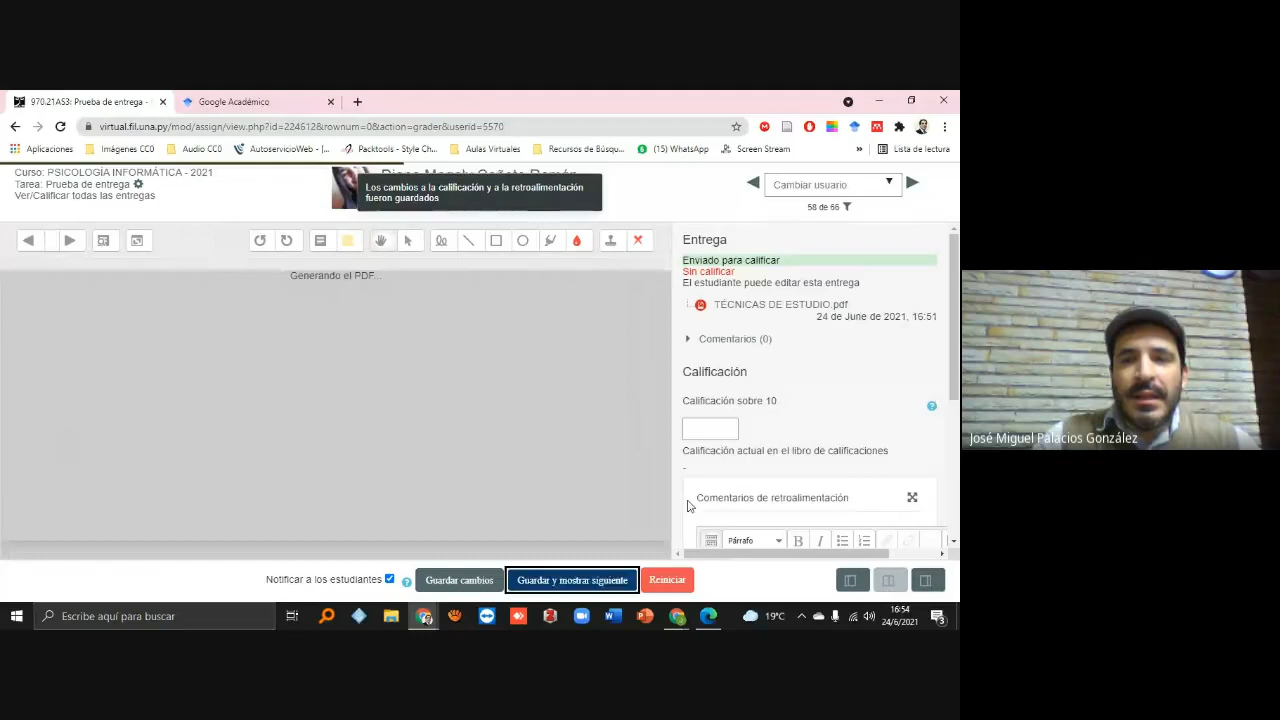 970.21AS3: Prueba de entrega -
Google Académico
virtual.fil.una.py/mod/assign/view.php?id=224612&rownum=0&action=grader&userid=5570
Aplicaciones
Imágenes CC0
Audio CC0
AutoservicioWeb - |...
Packtools - Style Ch...
Aulas Virtuales
Recursos de Búsqu...
(15) WhatsApp
Screen Stream
»
Lista de lectura
Curso: PSICOLOGÍA INFORMÁTICA - 2021
Tarea: Prueba de entrega
Ver/Calificar todas las entregas
Los cambios a la calificación y a la retroalimentación
fueron guardados
Cambiar usuario
58 de 66
Generando el PDF...
Entrega
Enviado para calificar
Sin calificar
El estudiante puede editar esta entrega
TÉCNICAS DE ESTUDIO.pdf
24 de June de 2021, 16:51
Comentarios (0)
Calificación
Calificación sobre 10
Calificación actual en el libro de calificaciones
-
Comentarios de retroalimentación
Párrafo
B I
Notificar a los estudiantes
Guardar cambios
Guardar y mostrar siguiente
Reiniciar
José Miguel Palacios González
Escribe aquí para buscar
19°C
16:54
24/6/2021
3